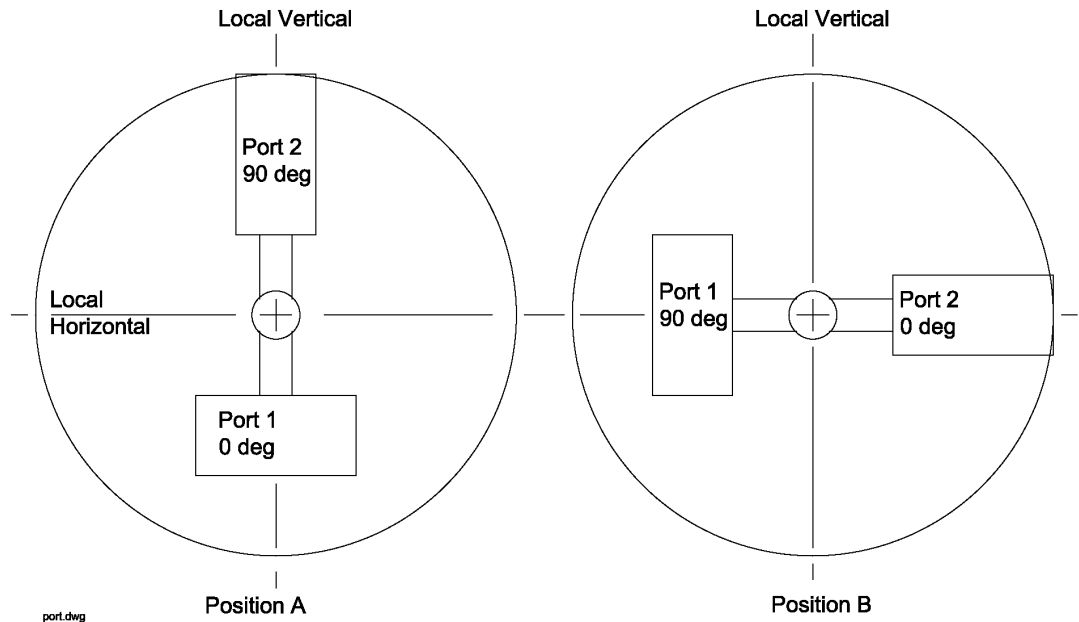 Local Vertical
Port 2
90 deg
Local
Horizontal
Port 1
0 deg
Position A
port.dwg
Local Vertical
Port 1
90 deg
Port 2
0 deg
Position B